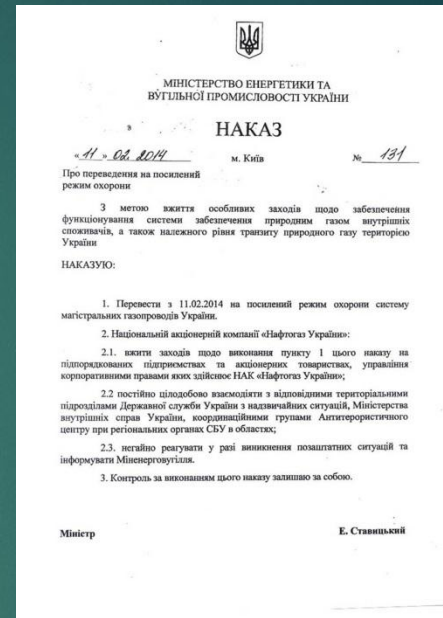 МІНІСТЕРСТВО ЕНЕРГЕТИКИ ТА
ВУГІЛЬНОЇ ПРОМИСЛОВОСТІ УКРАЇНИ
НАКАЗ
« 11 » 02. 2014 м. Київ № 131
Про переведення на посилений
режим охорони
З метою вжиття особливих заходів щодо забезпечення
функціонування системи забезпечення природним газом внутрішніх
споживачів, а також належного рівня транзиту природного газу територією
України
НАКАЗУЮ:
1. Перевести з 11.02.2014 на посилений режим охорони систему
магістральних газопроводів України.
2. Національній акціонерній компанії «Нафтогаз України»:
2.1. вжити заходів щодо виконання пункту 1 цього наказу на
підпорядкованих підприємствах та акціонерних товариствах, управління
корпоративними правами яких здійснює НАК «Нафтогаз України»;
2.2 постійно цілодобово взаємодіяти з відповідними територіальними
підрозділами Державної служби України з надзвичайних ситуацій, Міністерства
внутрішніх справ України, координаційними групами Антитерористичного
центру при регіональних органах СБУ в областях;
2.3. негайно реагувати у разі виникнення позаштатних ситуацій та
інформувати Міненерговугілля.
3. Контроль за виконанням цього наказу залишаю за собою.
Міністр Е. Ставицький